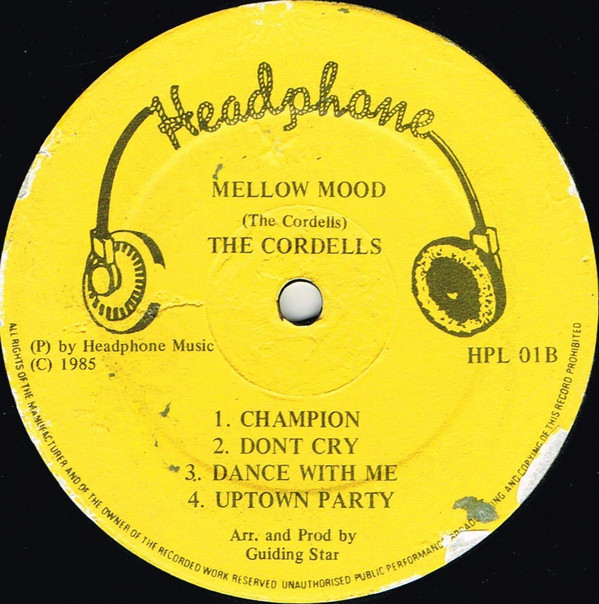 Headphone
MELLOW MOOD
(The Cordells)
THE CORDELLS
(P) by Headphone Music
(C) 1985
HPL 01B
1. CHAMPION
2. DONT CRY
3. DANCE WITH ME
4. UPTOWN PARTY
Arr. and Prod by
Guiding Star
ALL RIGHTS OF THE MANUFACTURER AND OF THE OWNER OF THE RECORDED WORK RESERVED UNAUTHORISED PUBLIC PERFORMANCE AND COPYING OF THIS RECORD PROHIBITED